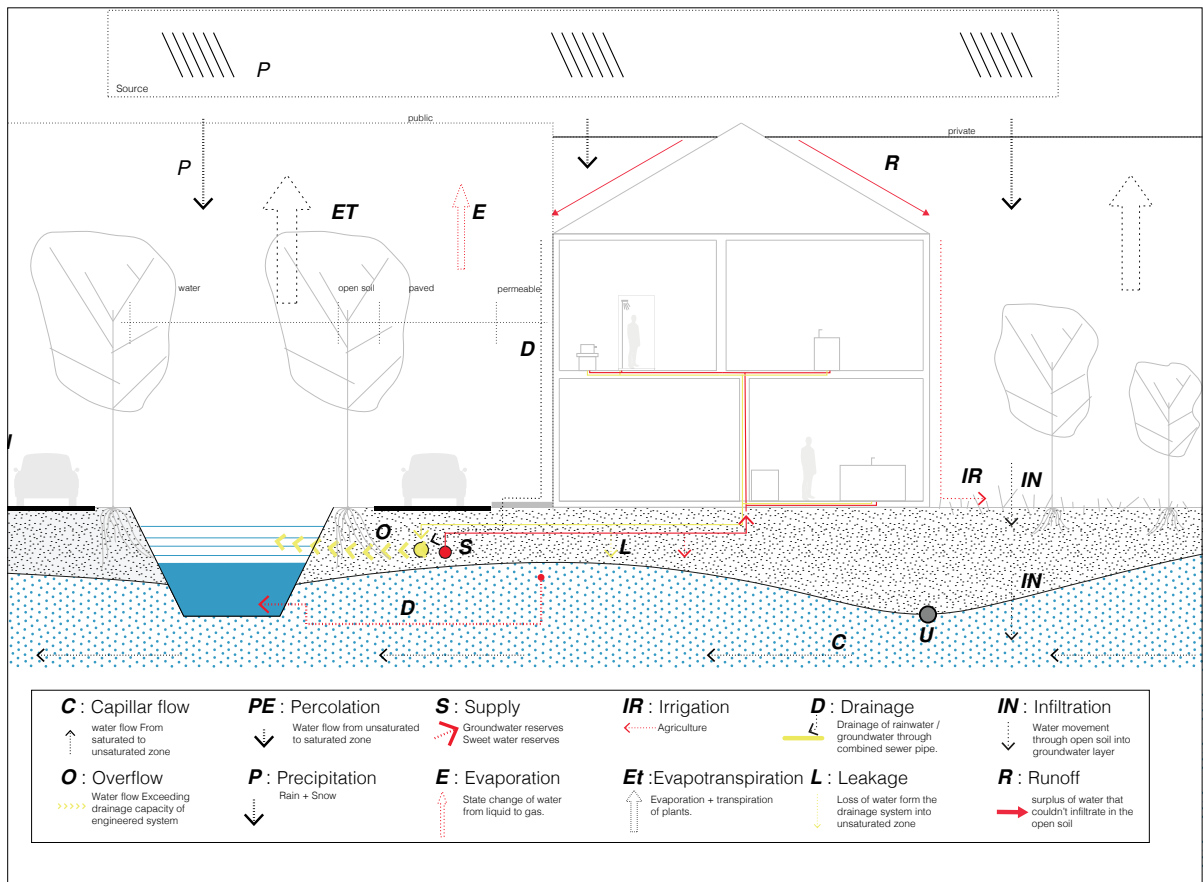 P
Source
public
private
P
R
ET
E
water
open soil
paved
permeable
D
IR
IN
O
S
L
IN
D
U
C
C : Capillar flow
water flow From
saturated to
unsaturated zone
PE : Percolation
Water flow from unsaturated
to saturated zone
S : Supply
Groundwater reserves
Sweet water reserves
IR : Irrigation
Agriculture
D : Drainage
Drainage of rainwater /
groundwater through
combined sewer pipe.
IN : Infiltration
Water movement
through open soil into
groundwater layer
O : Overflow
Water flow Exceeding
drainage capacity of
engineered system
P : Precipitation
Rain + Snow
E : Evaporation
State change of water
from liquid to gas.
Et :Evapotranspiration
Evaporation + transpiration
of plants.
L : Leakage
Loss of water form the
drainage system into
unsaturated zone
R : Runoff
surplus of water that
couldn't infiltrate in the
open soil